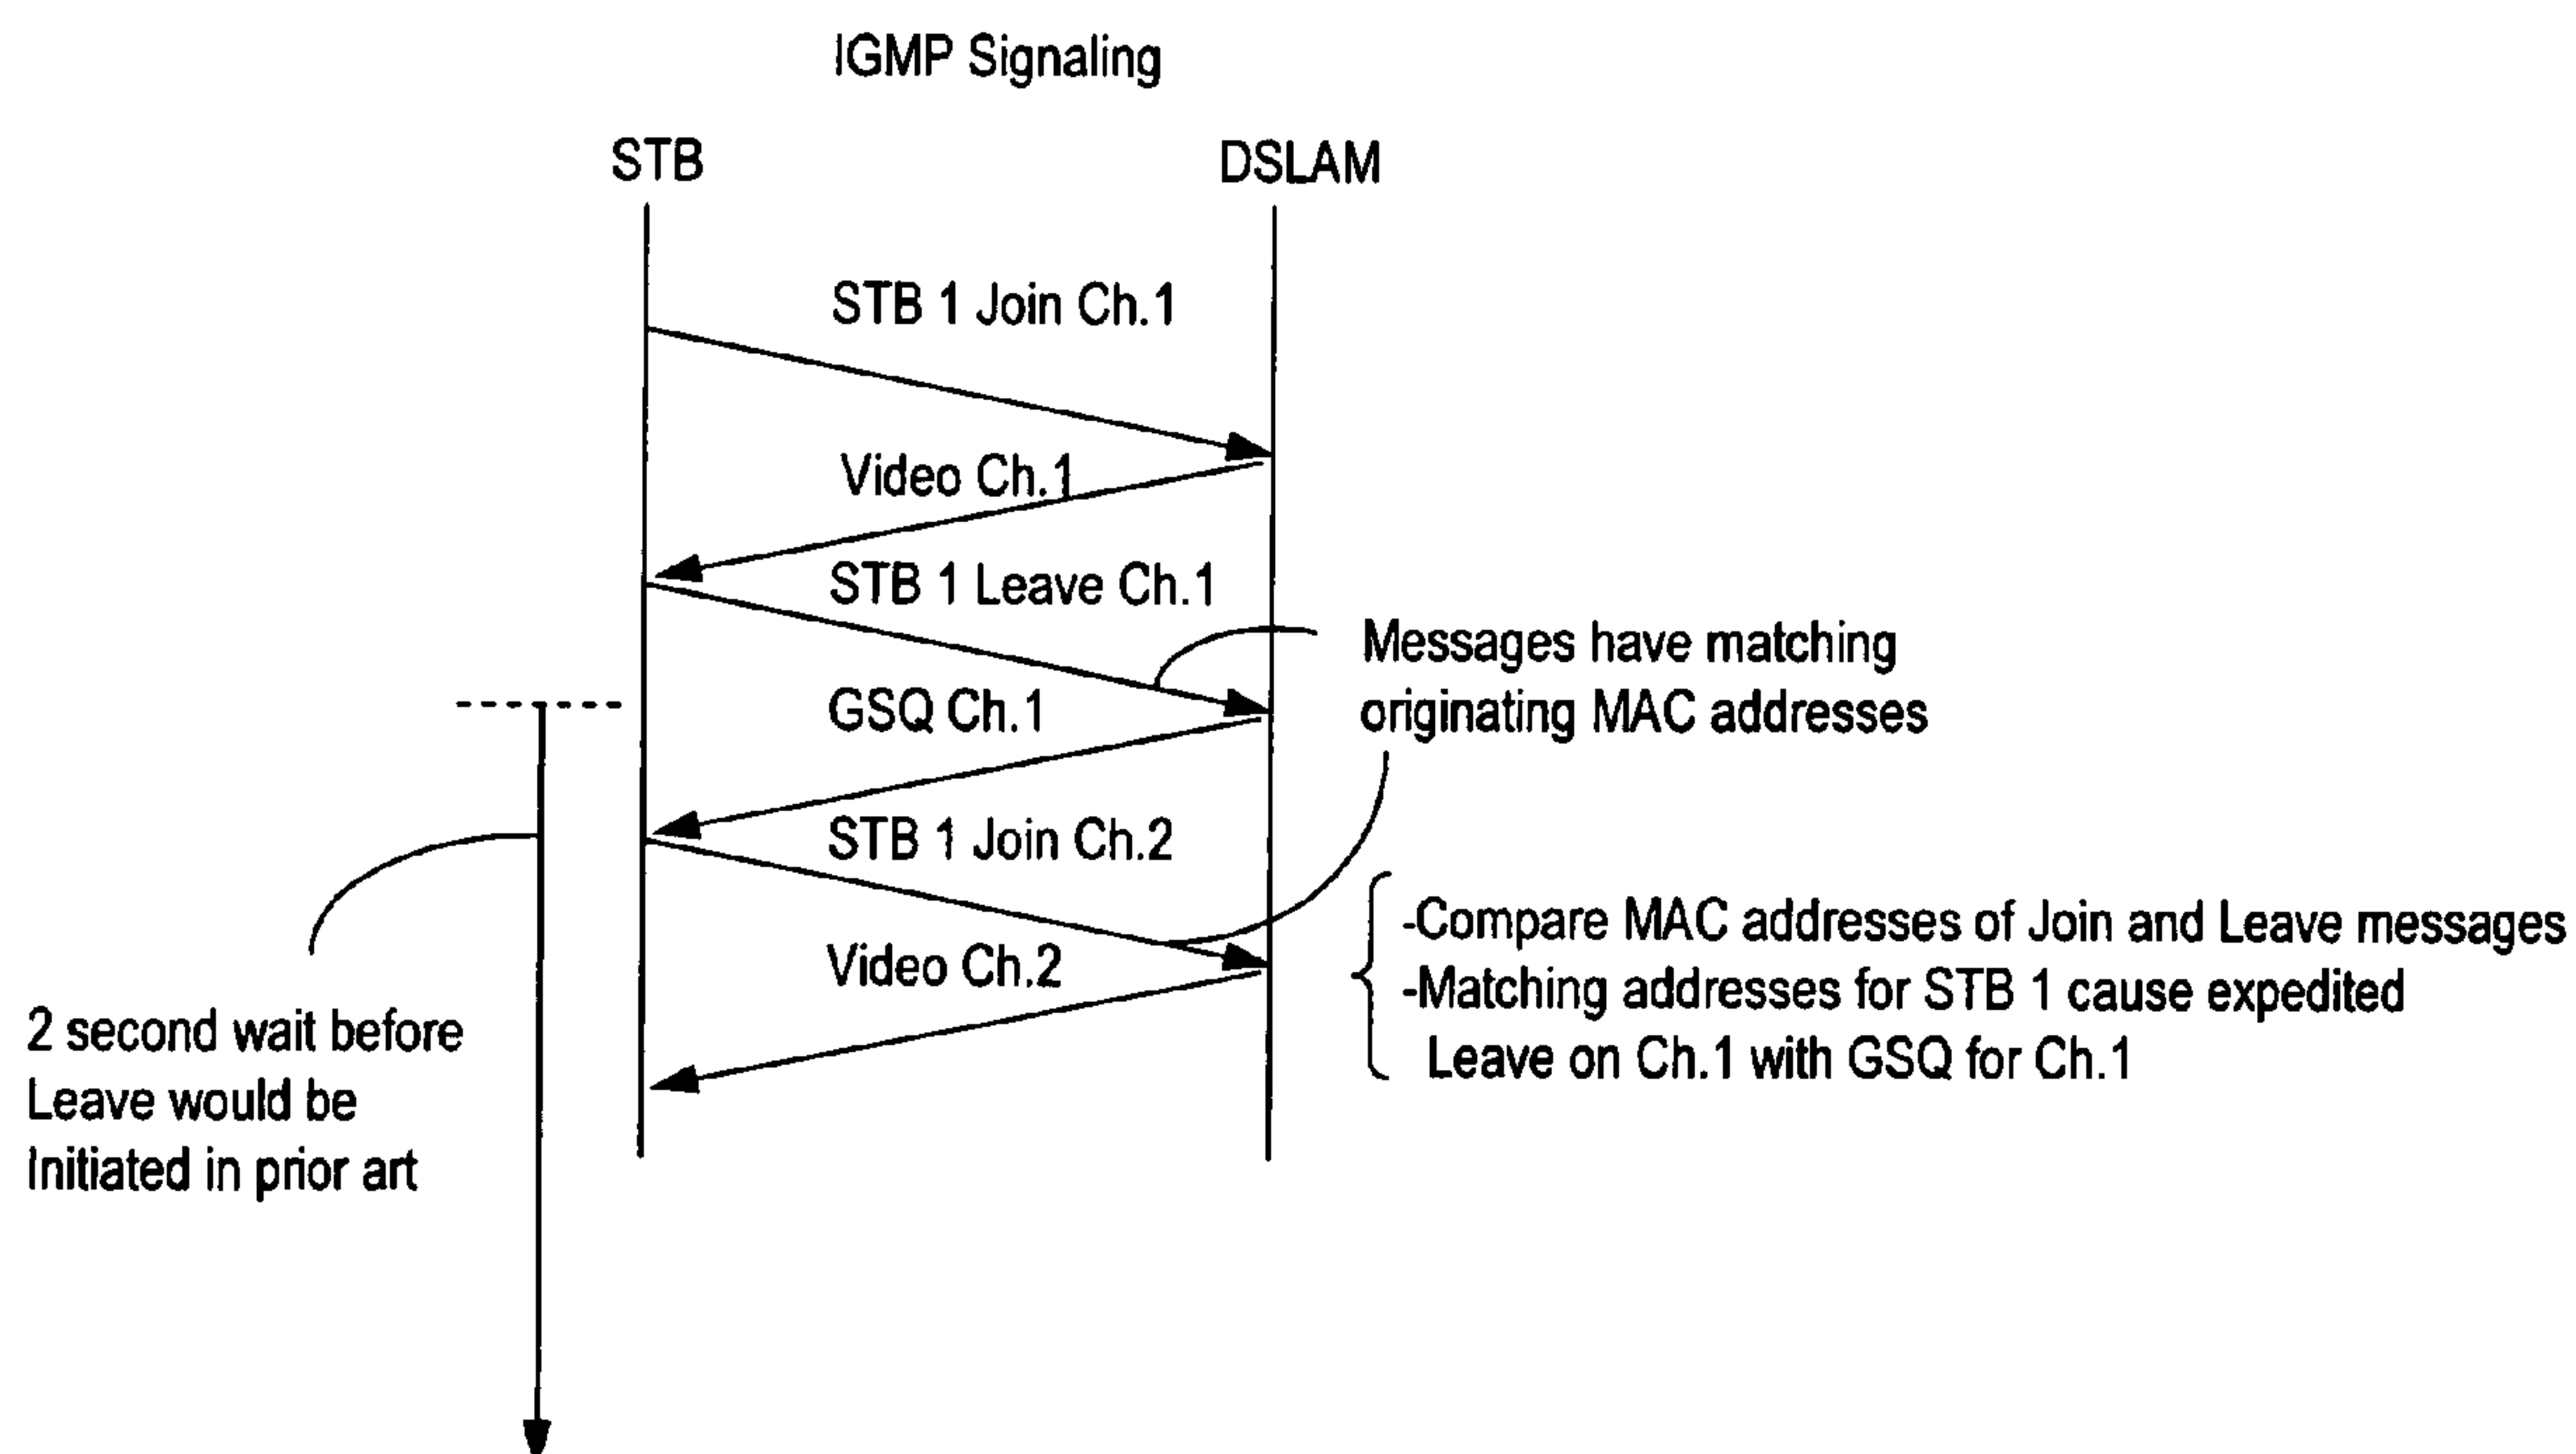 IGMP Signaling
STB
DSLAM
STB 1 Join Ch.1
Video Ch.1
STB 1 Leave Ch.1
Messages have matching
originating MAC addresses
GSQ Ch.1
STB 1 Join Ch.2
-Compare MAC addresses of Join and Leave messages
-Matching addresses for STB 1 cause expedited
Leave on Ch.1 with GSQ for Ch.1
Video Ch.2
2 second wait before
Leave would be
Initiated in prior art